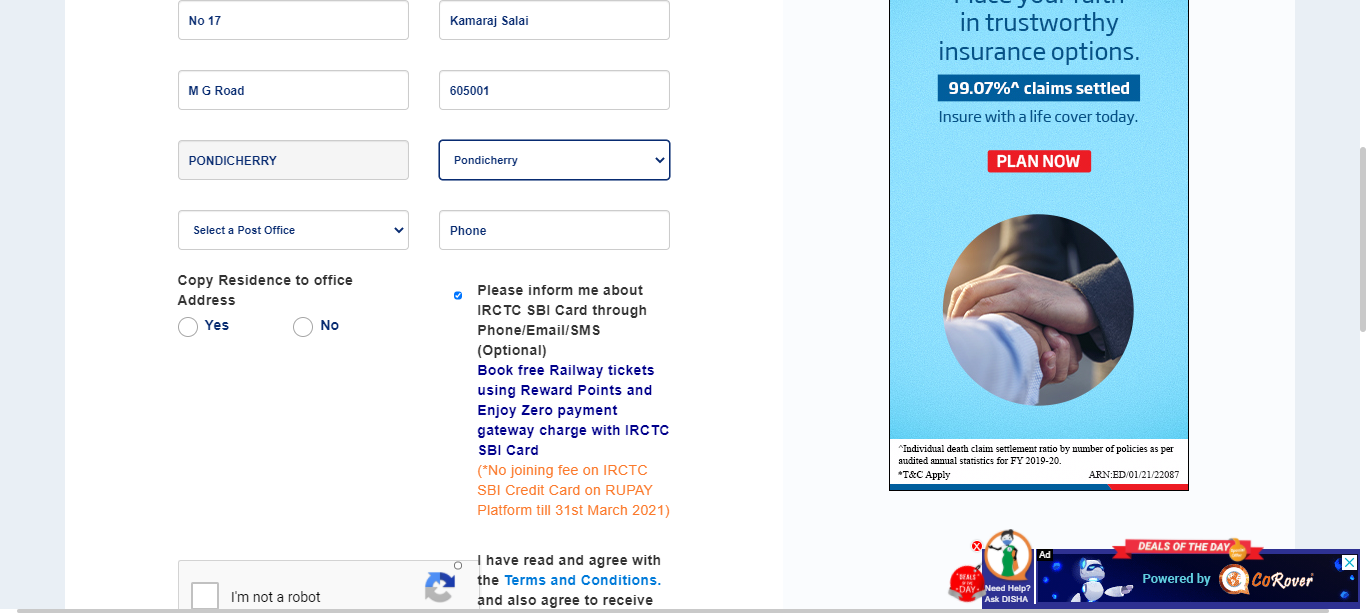 No 17
Kamaraj Salai
M G Road
605001
PONDICHERRY
Pondicherry
Select a Post Office
Phone
Copy Residence to office
Address
Yes
No
Please inform me about
IRCTC SBI Card through
Phone/Email/SMS
(Optional)
Book free Railway tickets
using Reward Points and
Enjoy Zero payment
gateway charge with IRCTC
SBI Card
(*No joining fee on IRCTC
SBI Credit Card on RUPAY
Platform till 31st March 2021)
I have read and agree with
the Terms and Conditions.
and also agree to receive
I'm not a robot
Place your faith
in trustworthy
insurance options.
99.07%^ claims settled
Insure with a life cover today.
PLAN NOW
^Individual death claim settlement ratio by number of policies as per
audited annual statistics for FY 2019-20.
*T&C Apply
ARN:ED/01/21/22087
DEALS OF THE DAY
DEALS
OF THE
DAY
Need Help?
Ask DISHA
Ad
Powered by
CoRover